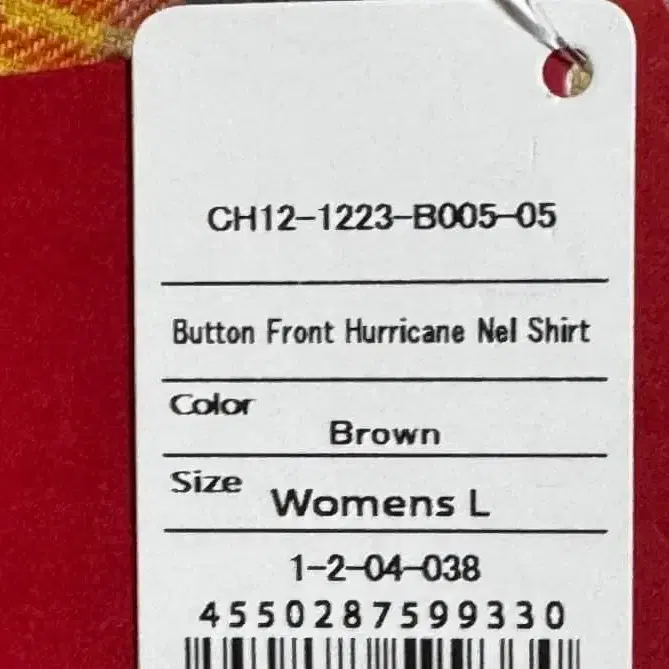 CH12-1223-B005-05
Button Front Hurricane Nel Shirt
Color
Brown
Size
Womens L
1-2-04-038
4550287599330